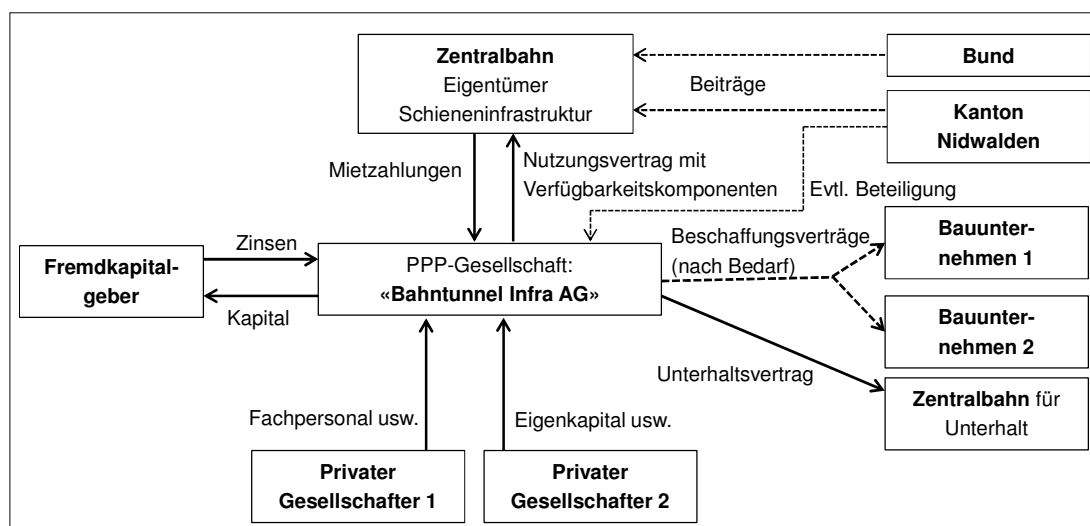 Zentralbahn
Eigentümer
Schieneninfrastruktur
Bund
Beiträge
Kanton
Nidwalden
Mietzahlungen
Nutzungsvertrag mit
Verfügbarkeitskomponenten
Evtl. Beteiligung
Zinsen
Fremdkapital-
geber
Kapital
PPP-Gesellschaft:
«Bahntunnel Infra AG»
Beschaffungsverträge
(nach Bedarf)
Bauunter-
nehmen 1
Bauunter-
nehmen 2
Unterhaltsvertrag
Zentralbahn für
Unterhalt
Fachpersonal usw.
Eigenkapital usw.
Privater
Gesellschafter 1
Privater
Gesellschafter 2